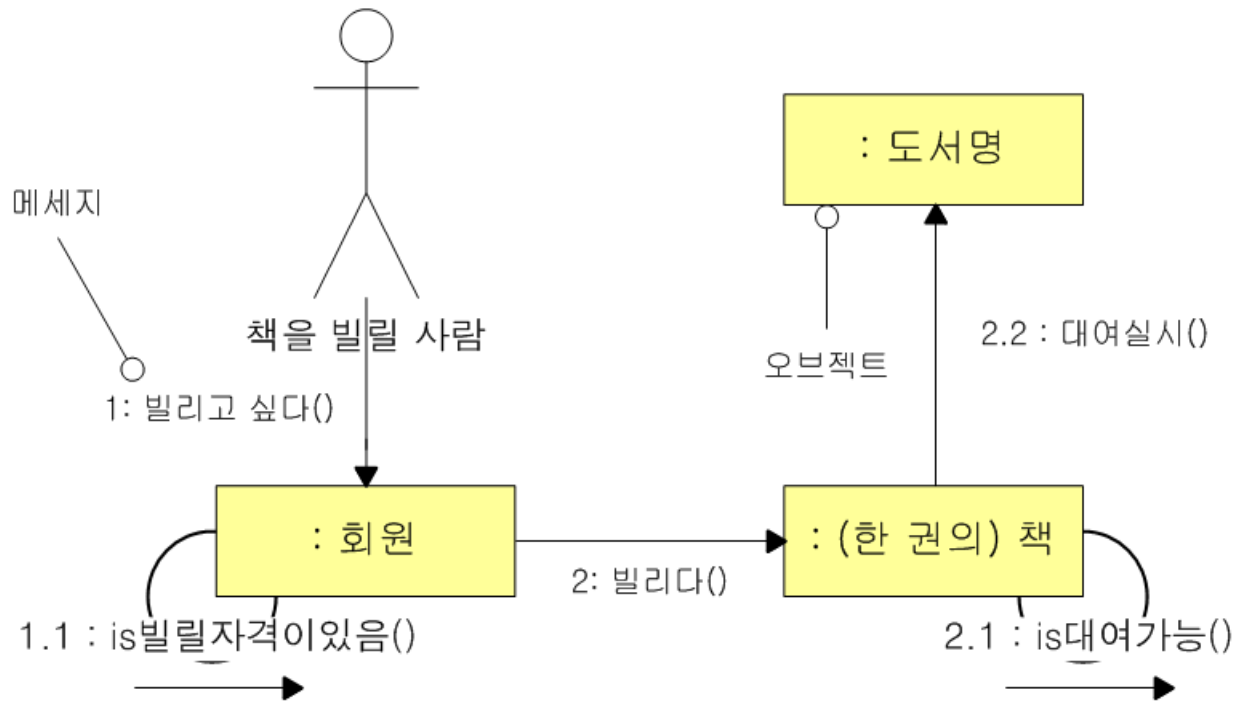 : 도서명
메세지
책을 빌릴 사람
2.2 : 대여실시()
오브젝트
1: 빌리고 싶다()
: 회원
: (한 권의) 책
2: 빌리다()
1.1 : is빌릴자격이있음()
2.1 : is대여가능()